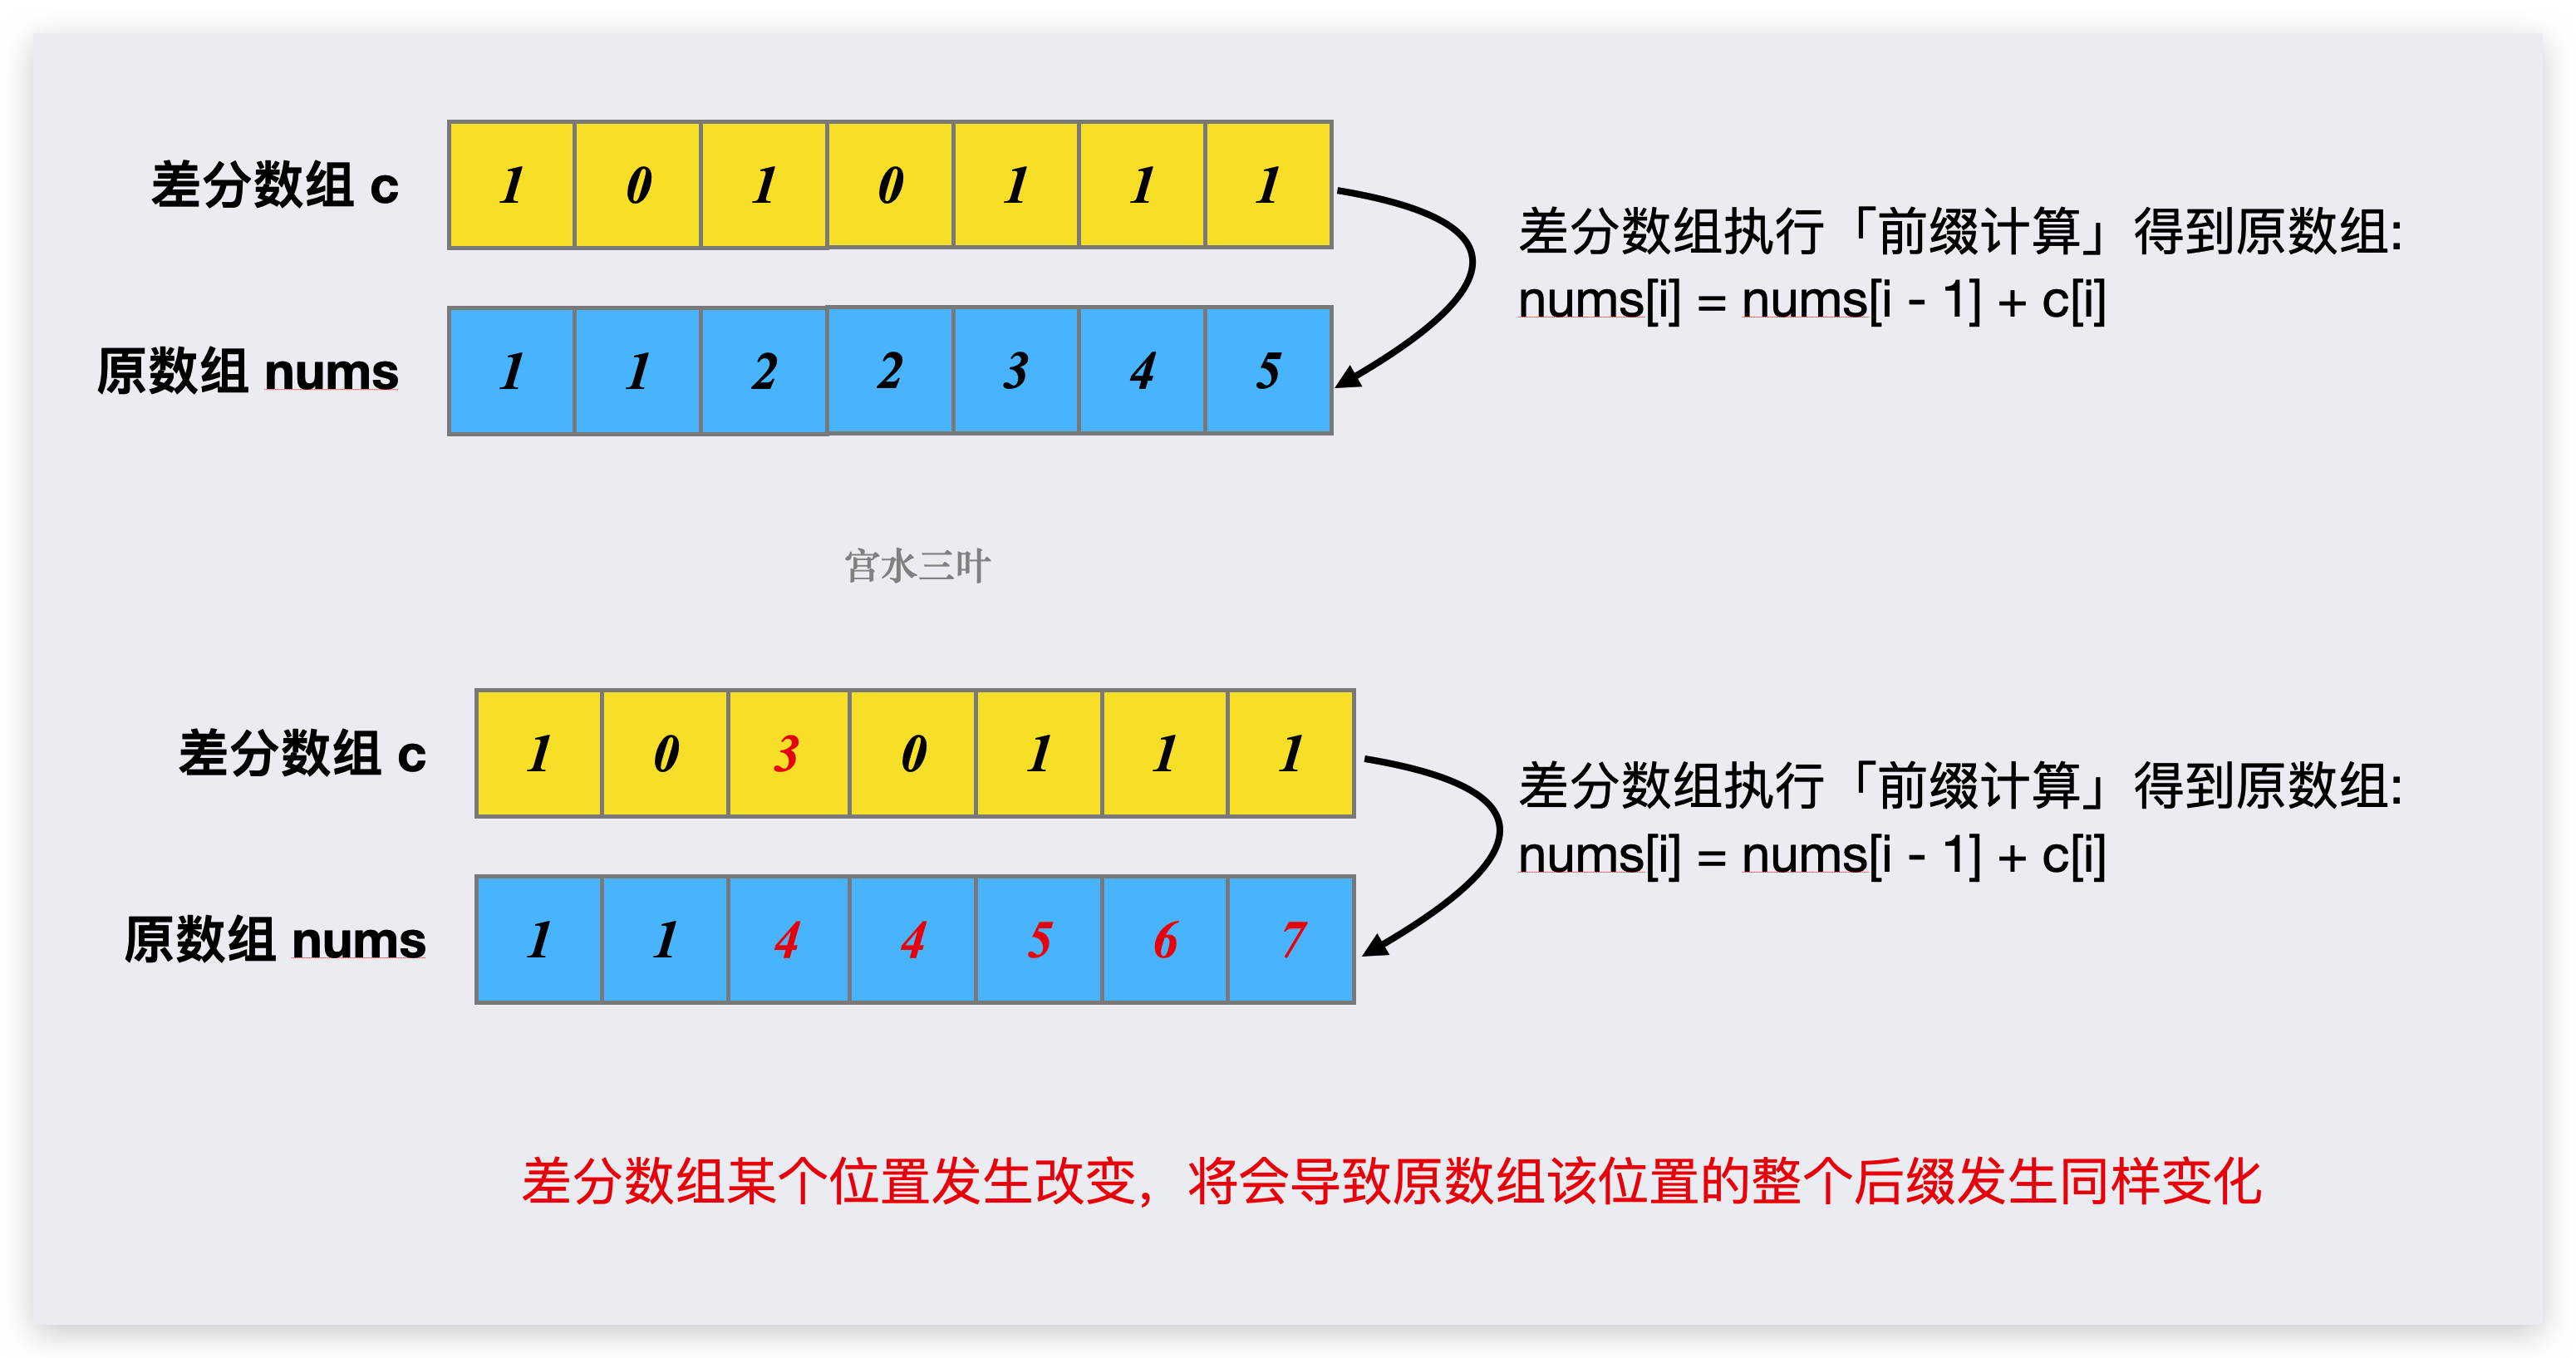 差分数组 c 1 0 1 0 1 1 1
差分数组执行「前缀计算」得到原数组:
nums[i] = nums[i - 1] + c[i]
原数组 nums 1 1 2 2 3 4 5
宫水三叶
差分数组 c 1 0 3 0 1 1 1
差分数组执行「前缀计算」得到原数组:
nums[i] = nums[i - 1] + c[i]
原数组 nums 1 1 4 4 5 6 7
差分数组某个位置发生改变，将会导致原数组该位置的整个后缀发生同样变化